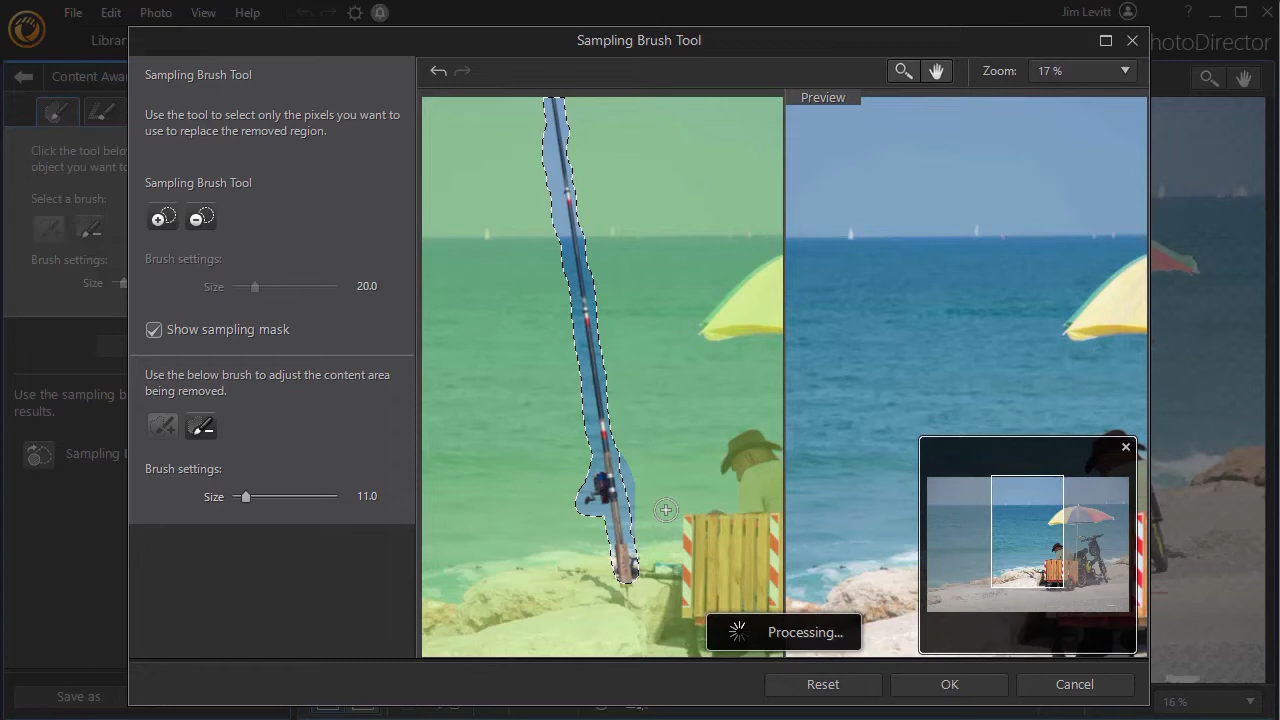 File Edit Photo View Help
Jim Levitt
?
Librar
hotoDirector
Sampling Brush Tool
Content Awar
Sampling Brush Tool
Zoom: 17 %
Use the tool to select only the pixels you want to
use to replace the removed region.
Preview
Click the tool below
object you want to
Select a brush:
Brush settings:
Size
Sampling Brush Tool
Brush settings:
Size 20.0
Show sampling mask
Use the below brush to adjust the content area
being removed.
Use the sampling b
results.
Sampling B
Brush settings:
Size 11.0
Processing...
Reset OK Cancel
Save as
16 %